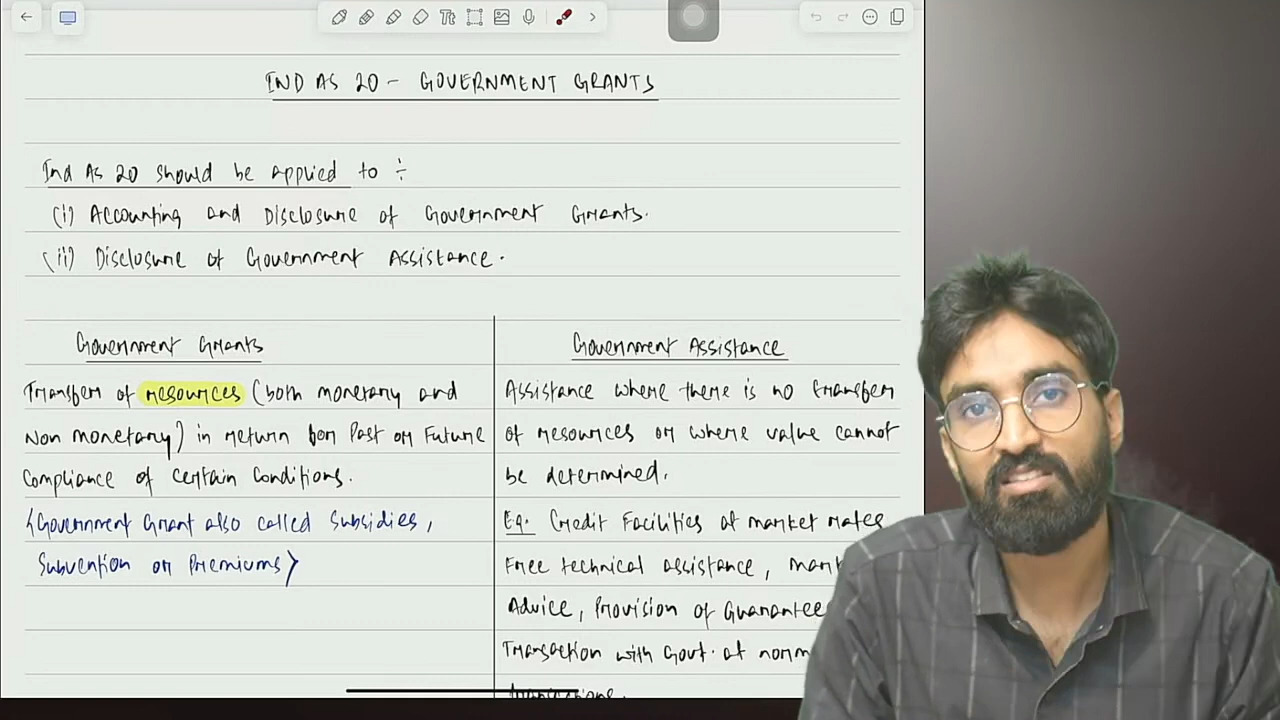 IND AS 20 - GOVERNMENT GRANTS
Ind As 20 should be applied to ÷
(i) Accounting and Disclosure of Government Grants.
(ii) Disclosure of Government Assistance.
Government Grants
Transfer of resources (both monetary and
Non monetary) in return for Past or Future
Compliance of certain Conditions.
{Government Grant also called Subsidies,
Subvention or Premiums}
Government Assistance
Assistance where there is no transfer
of resources or where value cannot
be determined.
Eg. Credit Facilities at market rates
Free technical assistance,
Advice, Provision of Guarantee
Transaction with Govt. at